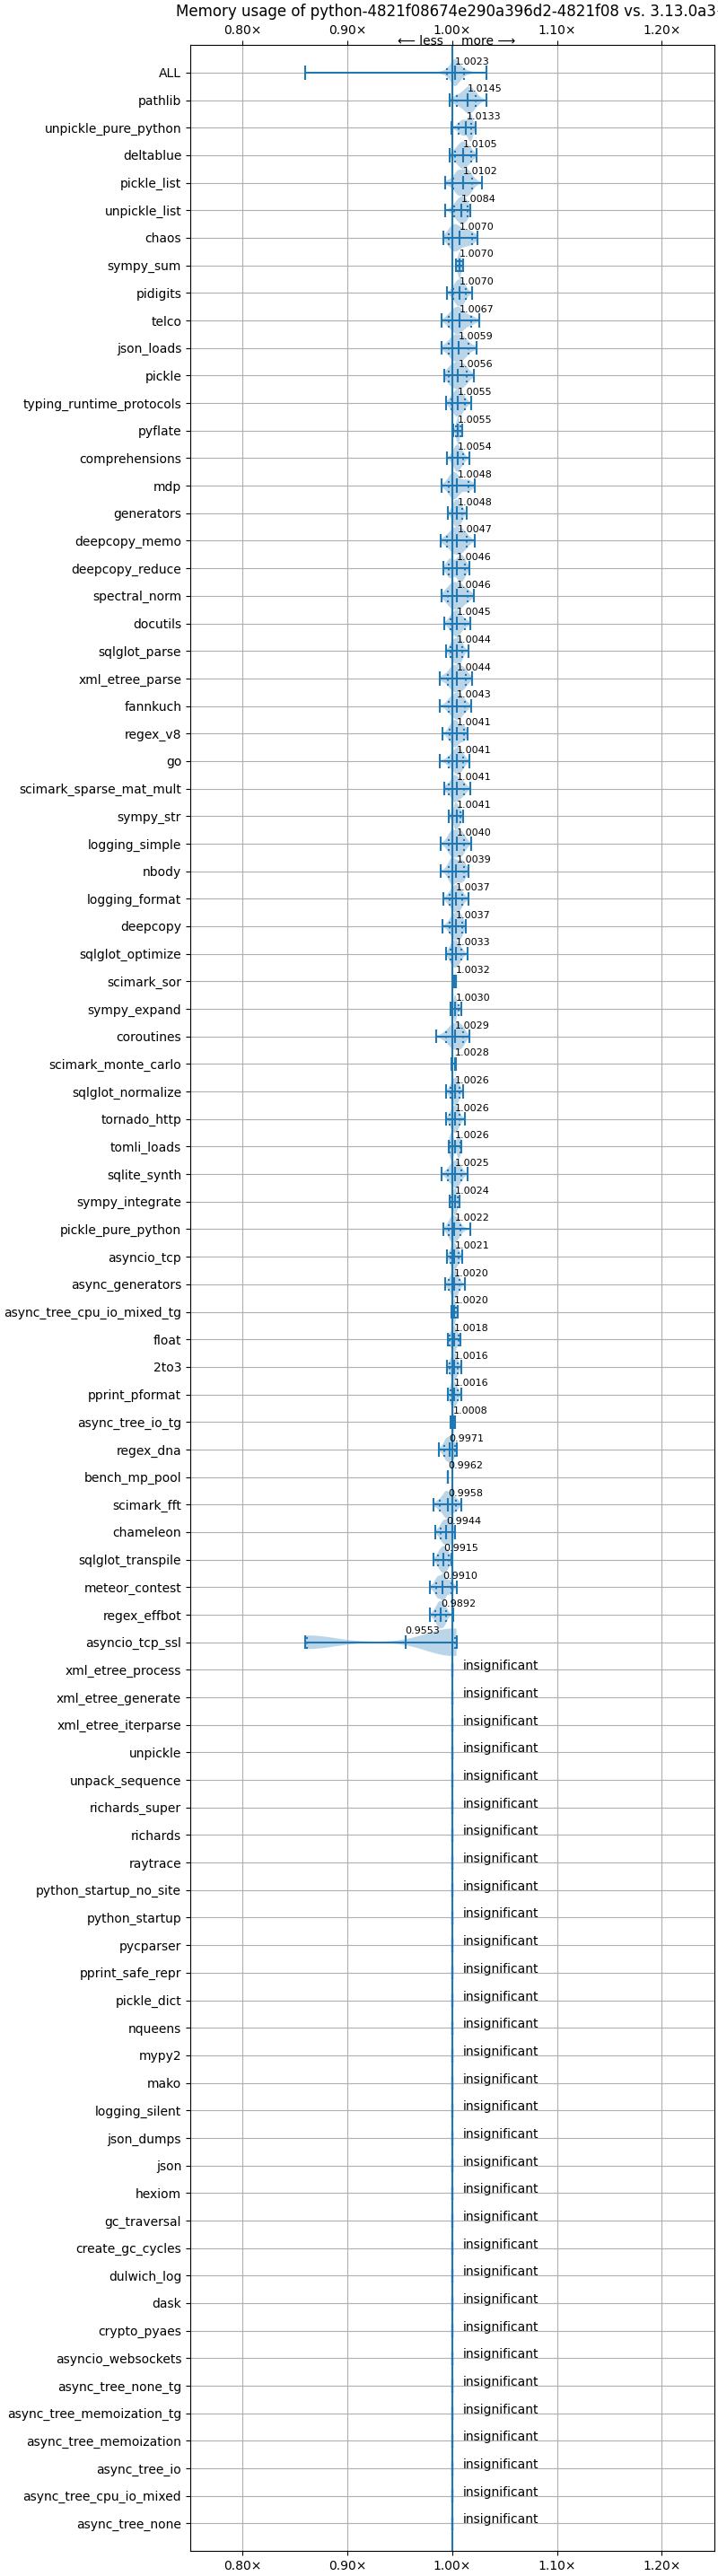 Memory usage of python-4821f08674e290a396d2-4821f08 vs. 3.13.0a3-
0.80× 0.90× 1.00× 1.10× 1.20×
⟵ less more ⟶
ALL 1.0023
pathlib 1.0145
unpickle_pure_python 1.0133
deltablue 1.0105
pickle_list 1.0102
unpickle_list 1.0084
chaos 1.0070
sympy_sum 1.0070
pidigits 1.0070
telco 1.0067
json_loads 1.0059
pickle 1.0056
typing_runtime_protocols 1.0055
pyflate 1.0055
comprehensions 1.0054
mdp 1.0048
generators 1.0048
deepcopy_memo 1.0047
deepcopy_reduce 1.0046
spectral_norm 1.0046
docutils 1.0045
sqlglot_parse 1.0044
xml_etree_parse 1.0044
fannkuch 1.0043
regex_v8 1.0041
go 1.0041
scimark_sparse_mat_mult 1.0041
sympy_str 1.0041
logging_simple 1.0040
nbody 1.0039
logging_format 1.0037
deepcopy 1.0037
sqlglot_optimize 1.0033
scimark_sor 1.0032
sympy_expand 1.0030
coroutines 1.0029
scimark_monte_carlo 1.0028
sqlglot_normalize 1.0026
tornado_http 1.0026
tomli_loads 1.0026
sqlite_synth 1.0025
sympy_integrate 1.0024
pickle_pure_python 1.0022
asyncio_tcp 1.0021
async_generators 1.0020
async_tree_cpu_io_mixed_tg 1.0020
float 1.0018
2to3 1.0016
pprint_pformat 1.0016
async_tree_io_tg 1.0008
regex_dna 0.9971
bench_mp_pool 0.9962
scimark_fft 0.9958
chameleon 0.9944
sqlglot_transpile 0.9915
meteor_contest 0.9910
regex_effbot 0.9892
asyncio_tcp_ssl 0.9553
xml_etree_process insignificant
xml_etree_generate insignificant
xml_etree_iterparse insignificant
unpickle insignificant
unpack_sequence insignificant
richards_super insignificant
richards insignificant
raytrace insignificant
python_startup_no_site insignificant
python_startup insignificant
pycparser insignificant
pprint_safe_repr insignificant
pickle_dict insignificant
nqueens insignificant
mypy2 insignificant
mako insignificant
logging_silent insignificant
json_dumps insignificant
json insignificant
hexiom insignificant
gc_traversal insignificant
create_gc_cycles insignificant
dulwich_log insignificant
dask insignificant
crypto_pyaes insignificant
asyncio_websockets insignificant
async_tree_none_tg insignificant
async_tree_memoization_tg insignificant
async_tree_memoization insignificant
async_tree_io insignificant
async_tree_cpu_io_mixed insignificant
async_tree_none insignificant
0.80× 0.90× 1.00× 1.10× 1.20×